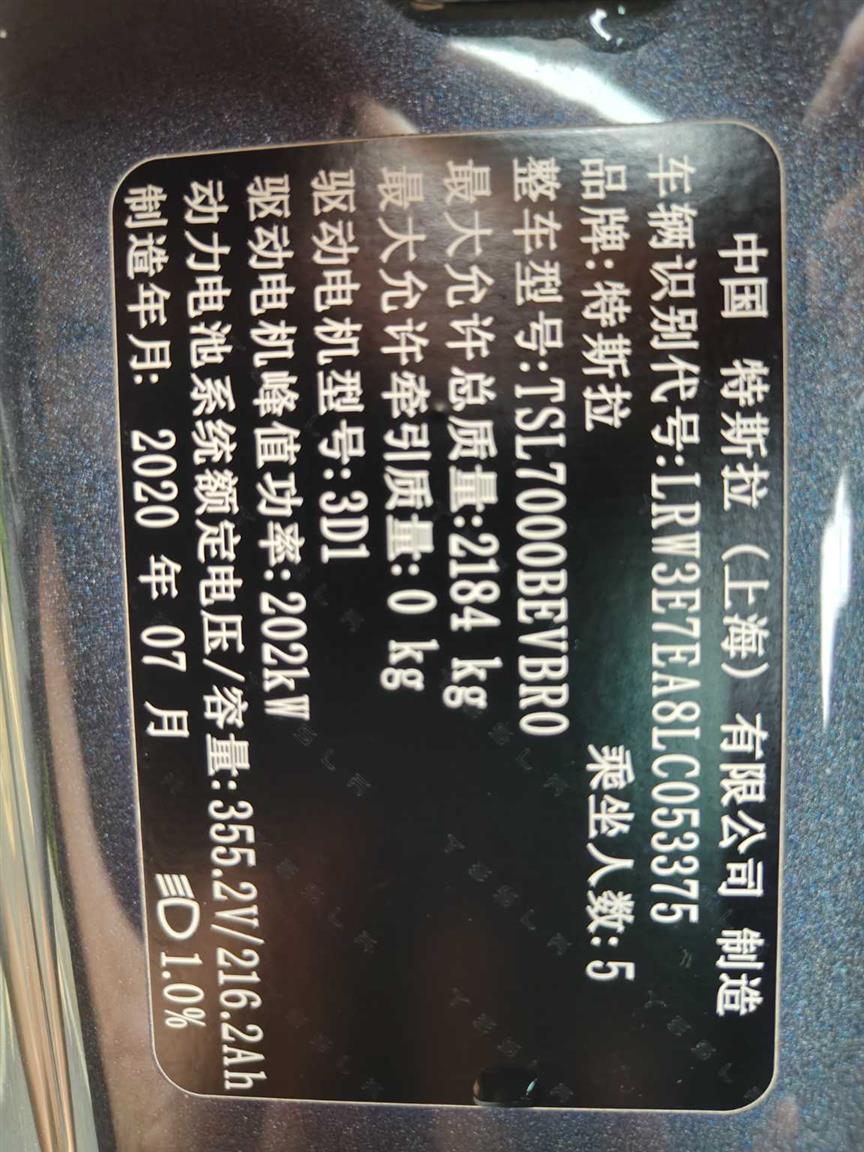 中国 特斯拉（上海）有限公司 制造
车辆识别代号:LRW3E7EA8LC053375
品牌:特斯拉 乘坐人数:5
整车型号:TSL7000BEVBR0
最大允许总质量:2184 kg
最大允许牵引质量:0 kg
驱动电机型号:3D1
驱动电机峰值功率:202kW
动力电池系统额定电压/容量:355.2V/216.2Ah
制造年月: 2020 年 07 月 1.0%